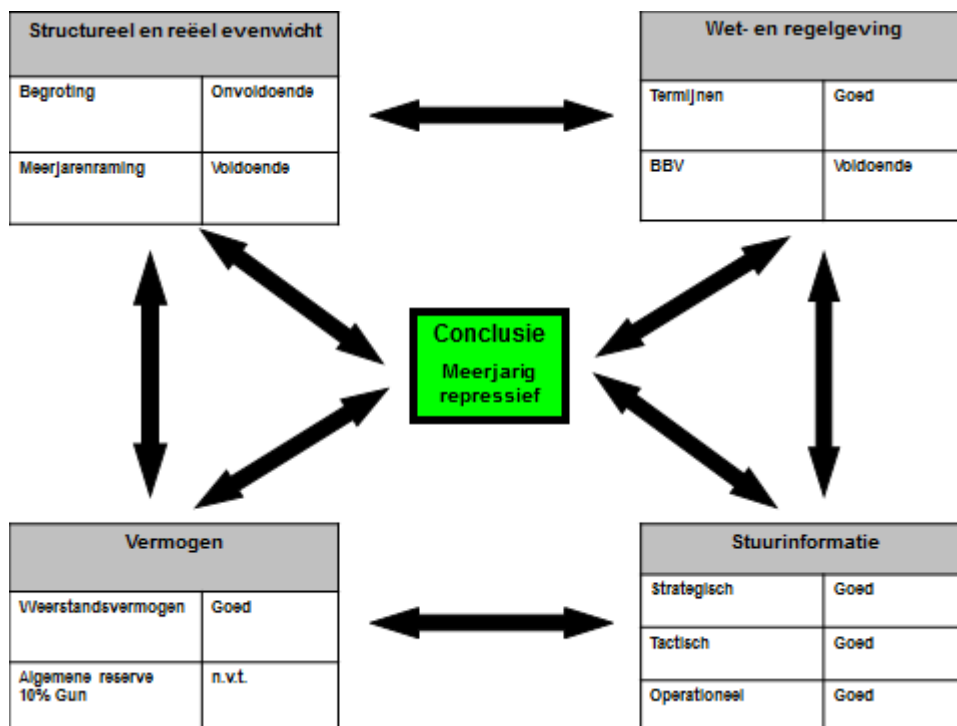 Structureel en reëel evenwicht
Begroting Onvoldoende
Meerjarenraming Voldoende
Wet- en regelgeving
Termijnen Goed
BBV Voldoende
Conclusie
Meerjarig
repressief
Vermogen
Weerstandsvermogen Goed
Algemene reserve n.v.t.
10% Gun
Stuurinformatie
Strategisch Goed
Tactisch Goed
Operationeel Goed